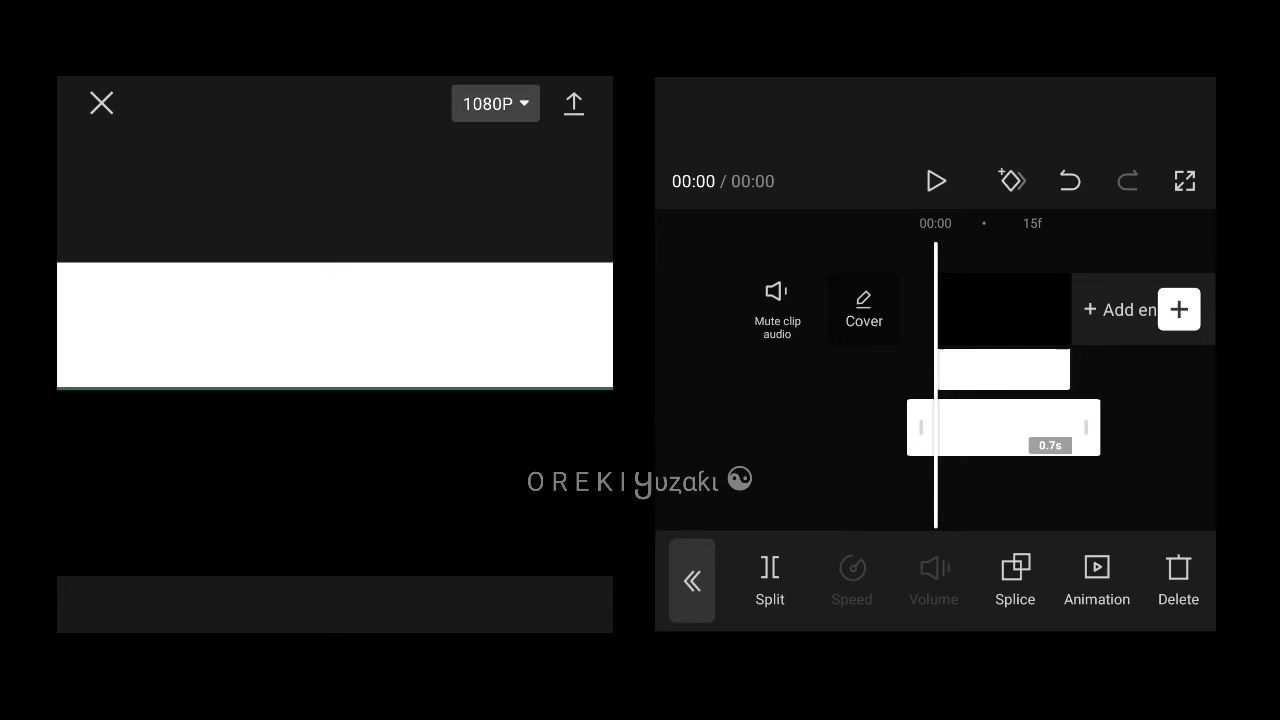 1080P
00:00 / 00:00
00:00 • 15f
Mute clip
audio
Cover
+ Add en
0.7s
OREKI Yuzaki
Split
Speed
Volume
Splice
Animation
Delete